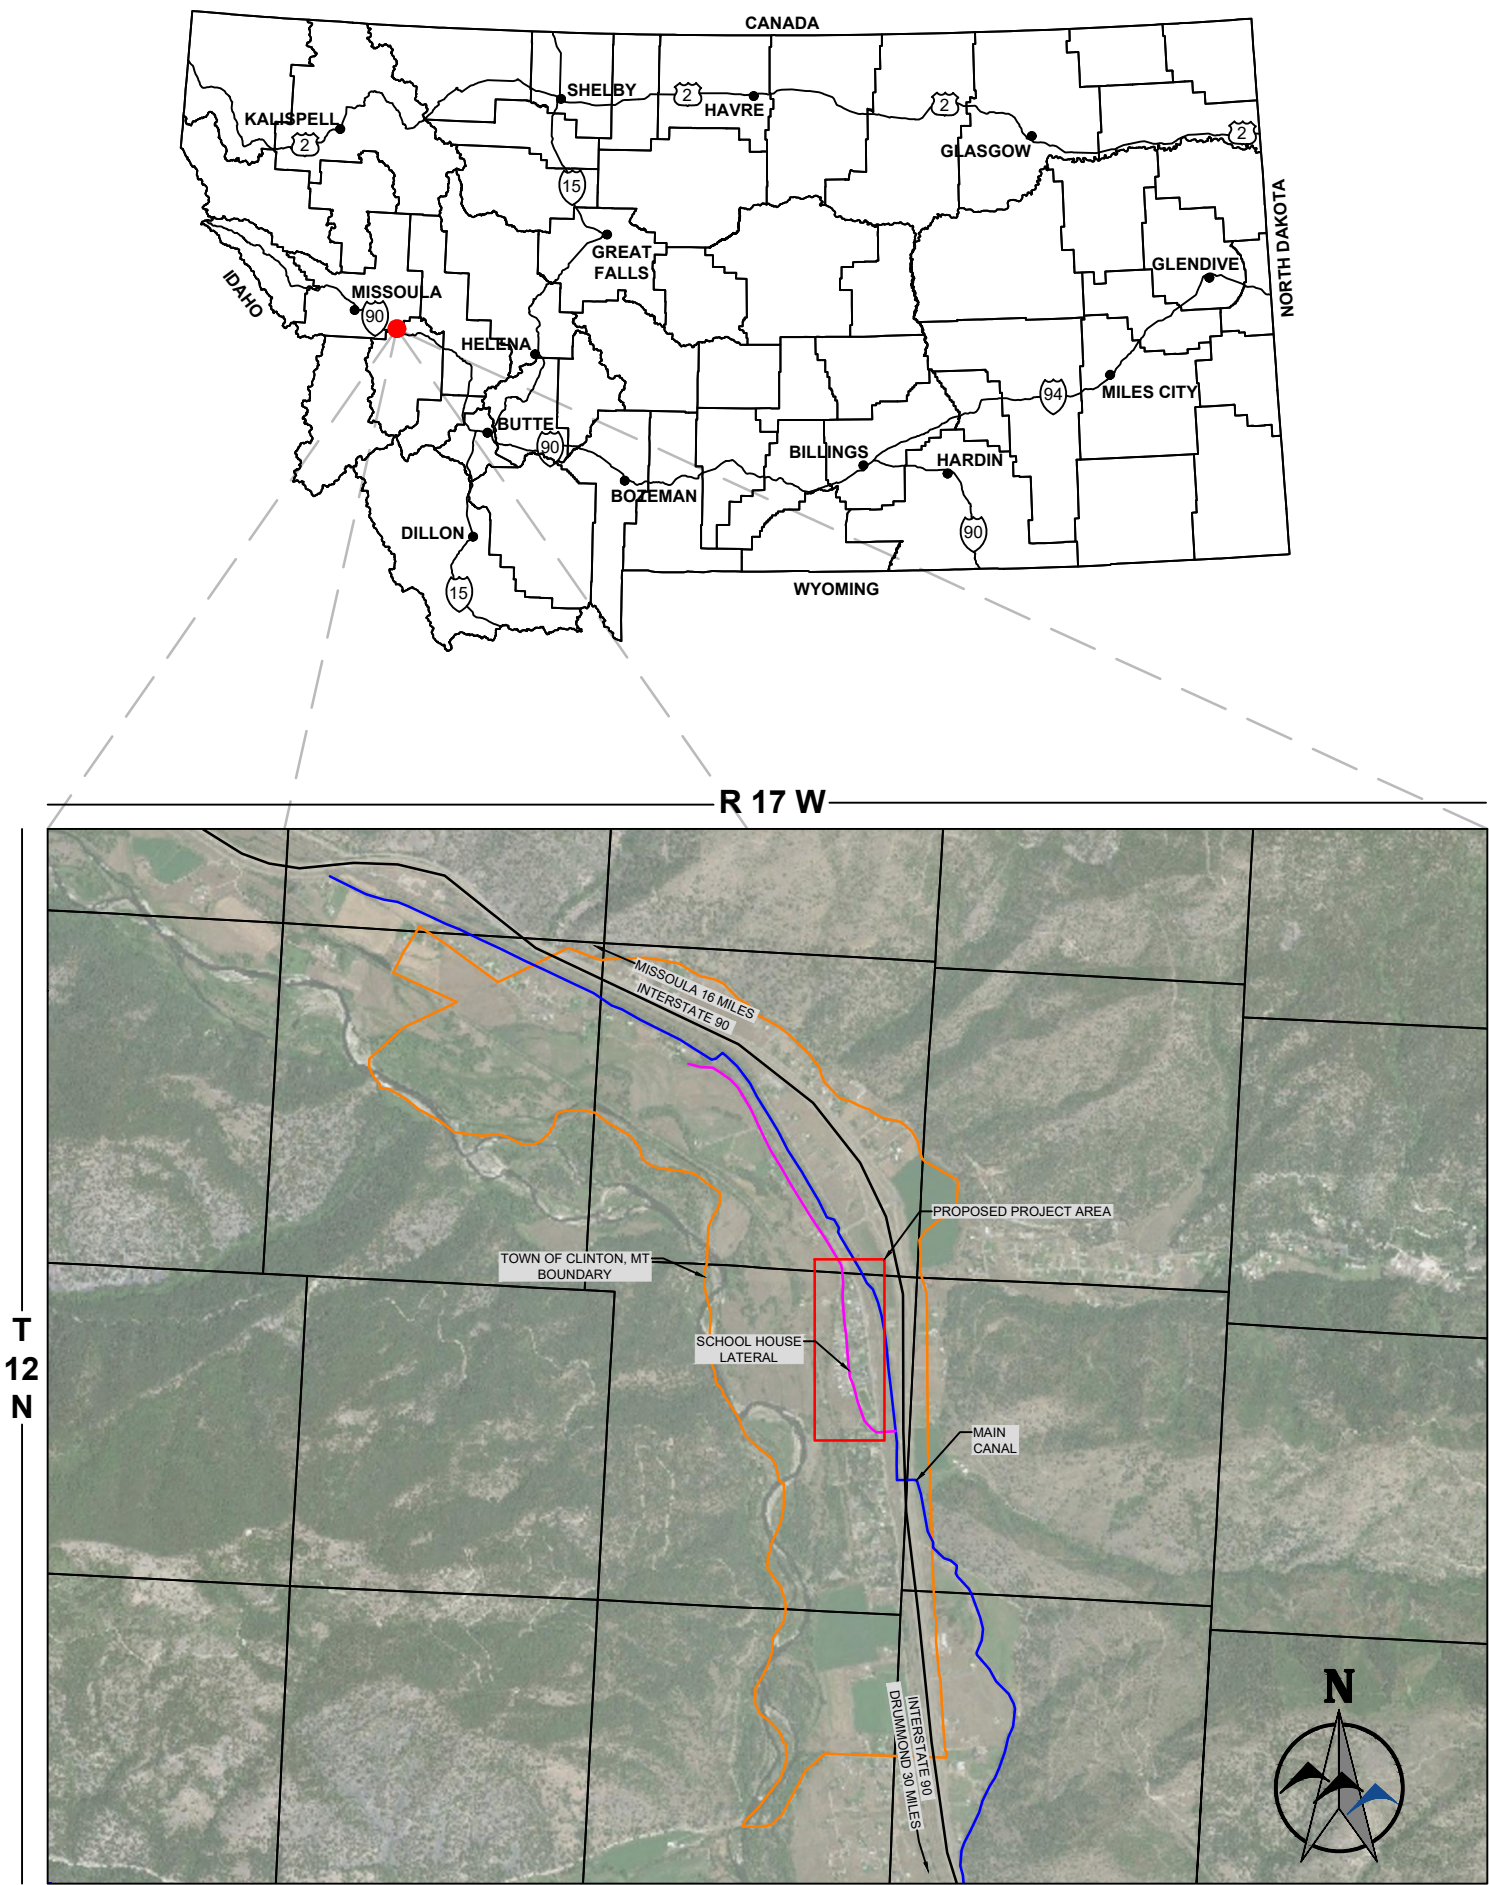 CANADA
SHELBY
2
HAVRE
2
KALISPELL
2
GLASGOW
2
15
NORTH DAKOTA
GREAT
FALLS
GLENDIVE
IDAHO
MISSOULA
90
HELENA
94
MILES CITY
BUTTE
90
BILLINGS
HARDIN
BOZEMAN
DILLON
90
15
WYOMING
R 17 W
MISSOULA 16 MILES
INTERSTATE 90
PROPOSED PROJECT AREA
TOWN OF CLINTON, MT
BOUNDARY
T
12
N
SCHOOL HOUSE
LATERAL
MAIN
CANAL
INTERSTATE 90
DRUMMOND 30 MILES
N